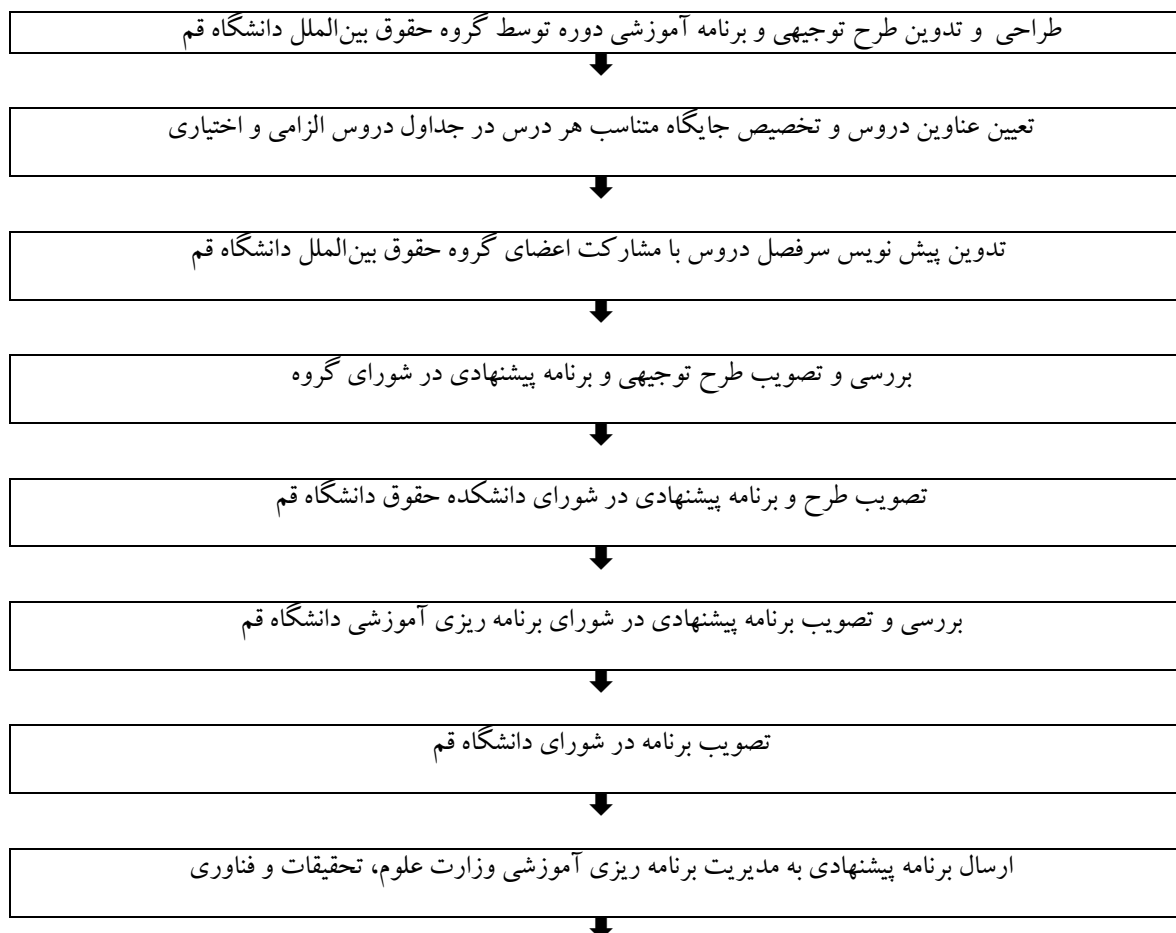 طراحی و تدوین طرح توجیهی و برنامه آموزشی دوره توسط گروه حقوق بین‌الملل دانشگاه قم
تعیین عناوین دروس و تخصیص جایگاه متناسب هر درس در جداول دروس الزامی و اختیاری
تدوین پیش نویس سرفصل دروس با مشارکت اعضای گروه حقوق بین‌الملل دانشگاه قم
بررسی و تصویب طرح توجیهی و برنامه پیشنهادی در شورای گروه
تصویب طرح و برنامه پیشنهادی در شورای دانشکده حقوق دانشگاه قم
بررسی و تصویب برنامه پیشنهادی در شورای برنامه ریزی آموزشی دانشگاه قم
تصویب برنامه در شورای دانشگاه قم
ارسال برنامه پیشنهادی به مدیریت برنامه ریزی آموزشی وزارت علوم، تحقیقات و فناوری